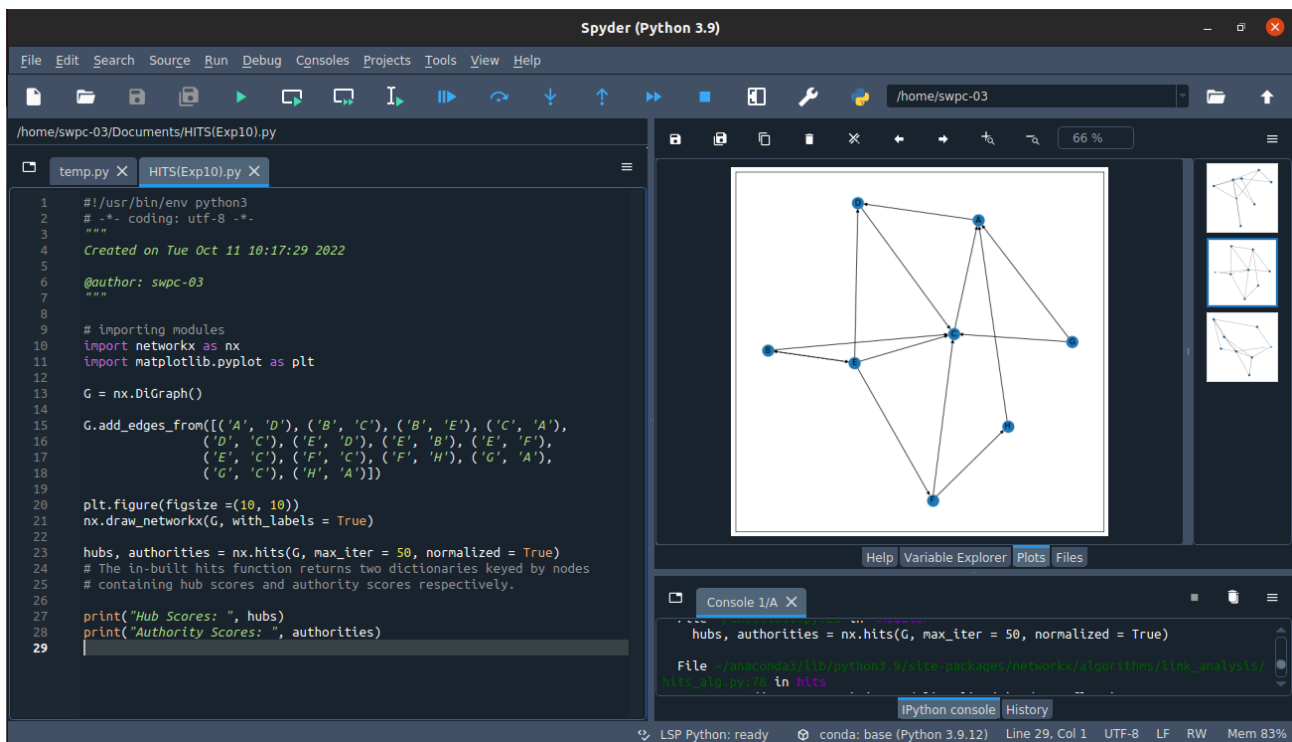 Spyder (Python 3.9)
File Edit Search Source Run Debug Consoles Projects Tools View Help
/home/swpc-03
/home/swpc-03/Documents/HITS(Exp10).py
66 %
temp.py HITS(Exp10).py
1 #!/usr/bin/env python3
2 # -*- coding: utf-8 -*-
3 """
4 Created on Tue Oct 11 10:17:29 2022
5
6 @author: swpc-03
7 """
8
9 # importing modules
10 import networkx as nx
11 import matplotlib.pyplot as plt
12
13 G = nx.DiGraph()
14
15 G.add_edges_from([('A', 'D'), ('B', 'C'), ('B', 'E'), ('C', 'A'),
16 ('D', 'C'), ('E', 'D'), ('E', 'B'), ('E', 'F'),
17 ('E', 'C'), ('F', 'C'), ('F', 'H'), ('G', 'A'),
18 ('G', 'C'), ('H', 'A')])
19
20 plt.figure(figsize =(10, 10))
21 nx.draw_networkx(G, with_labels = True)
22
23 hubs, authorities = nx.hits(G, max_iter = 50, normalized = True)
24 # The in-built hits function returns two dictionaries keyed by nodes
25 # containing hub scores and authority scores respectively.
26
27 print("Hub Scores: ", hubs)
28 print("Authority Scores: ", authorities)
29
D
A
C
G
B
E
H
F
Help Variable Explorer Plots Files
Console 1/A
hubs, authorities = nx.hits(G, max_iter = 50, normalized = True)
File ~/anaconda3/lib/python3.9/site-packages/networkx/algorithms/link_analysis/
hits_alg.py:78 in hits
IPython console History
LSP Python: ready conda: base (Python 3.9.12) Line 29, Col 1 UTF-8 LF RW Mem 83%